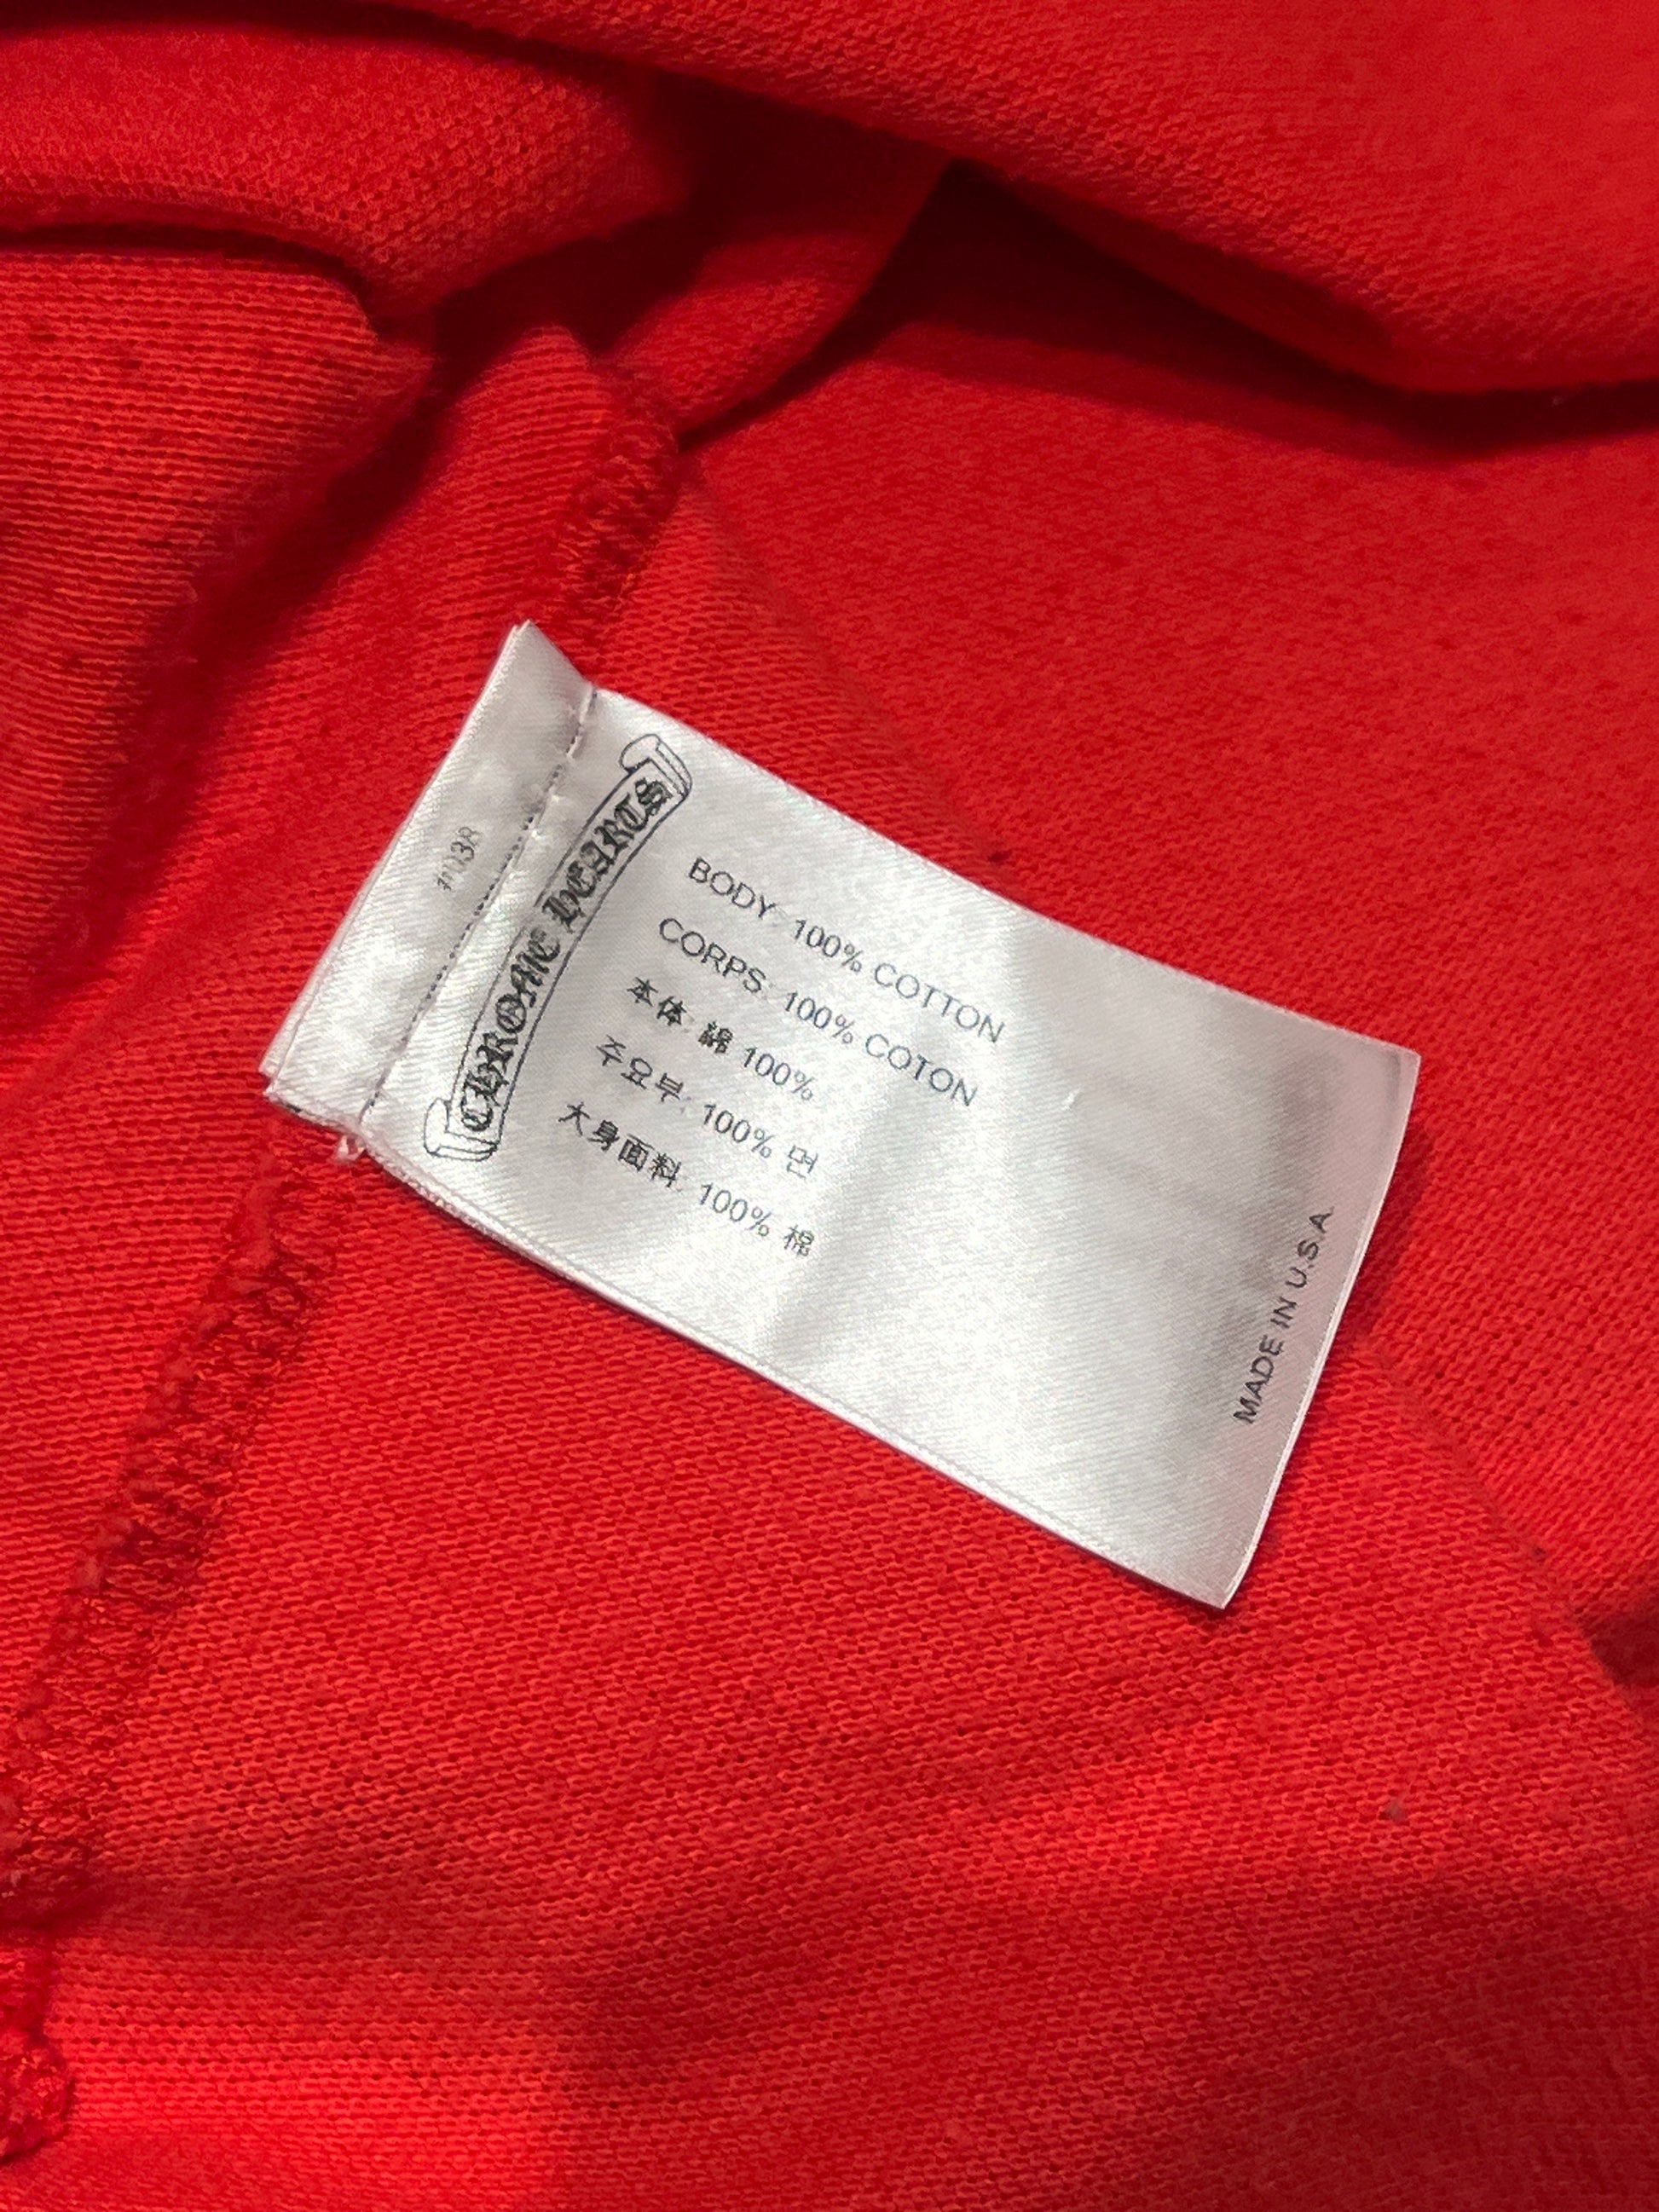 CHROME HEARTS
BODY: 100% COTTON
CORPS: 100% COTON
本体: 綿 100%
주요부: 100% 면
大身面料: 100% 棉
MADE IN U.S.A.